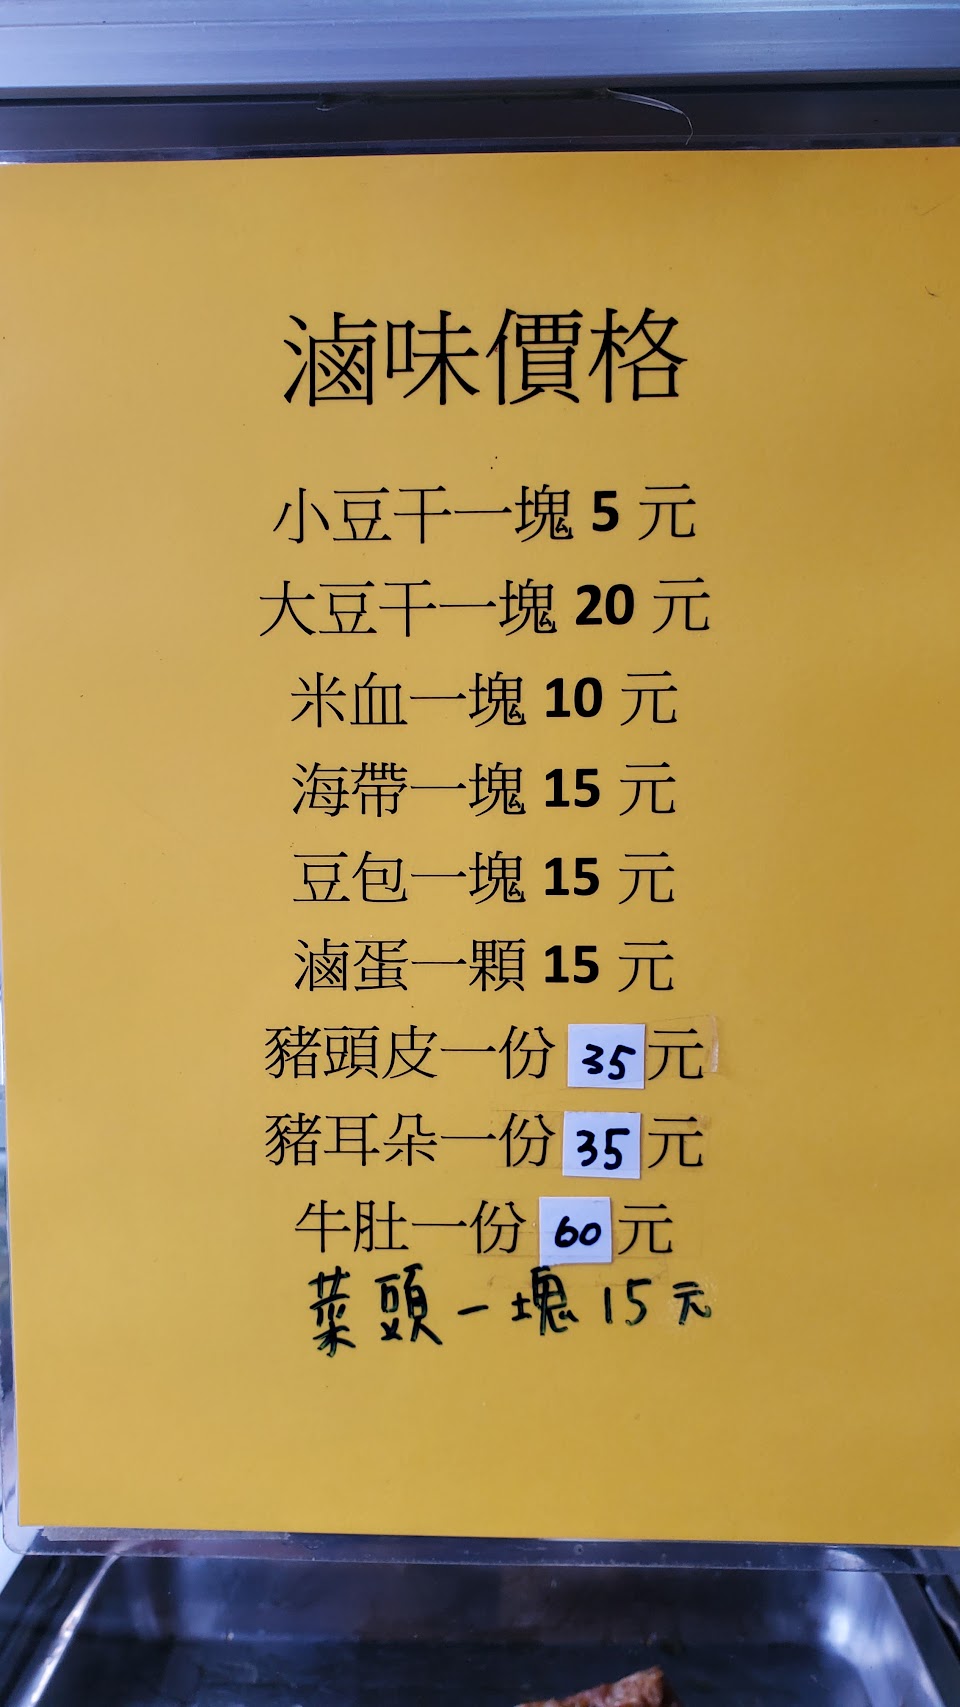 滷味價格
小豆干一塊 5 元
大豆干一塊 20 元
米血一塊 10 元
海帶一塊 15 元
豆包一塊 15 元
滷蛋一顆 15 元
豬頭皮一份 35 元
豬耳朵一份 35 元
牛肚一份 60 元
菜頭一塊 15 元